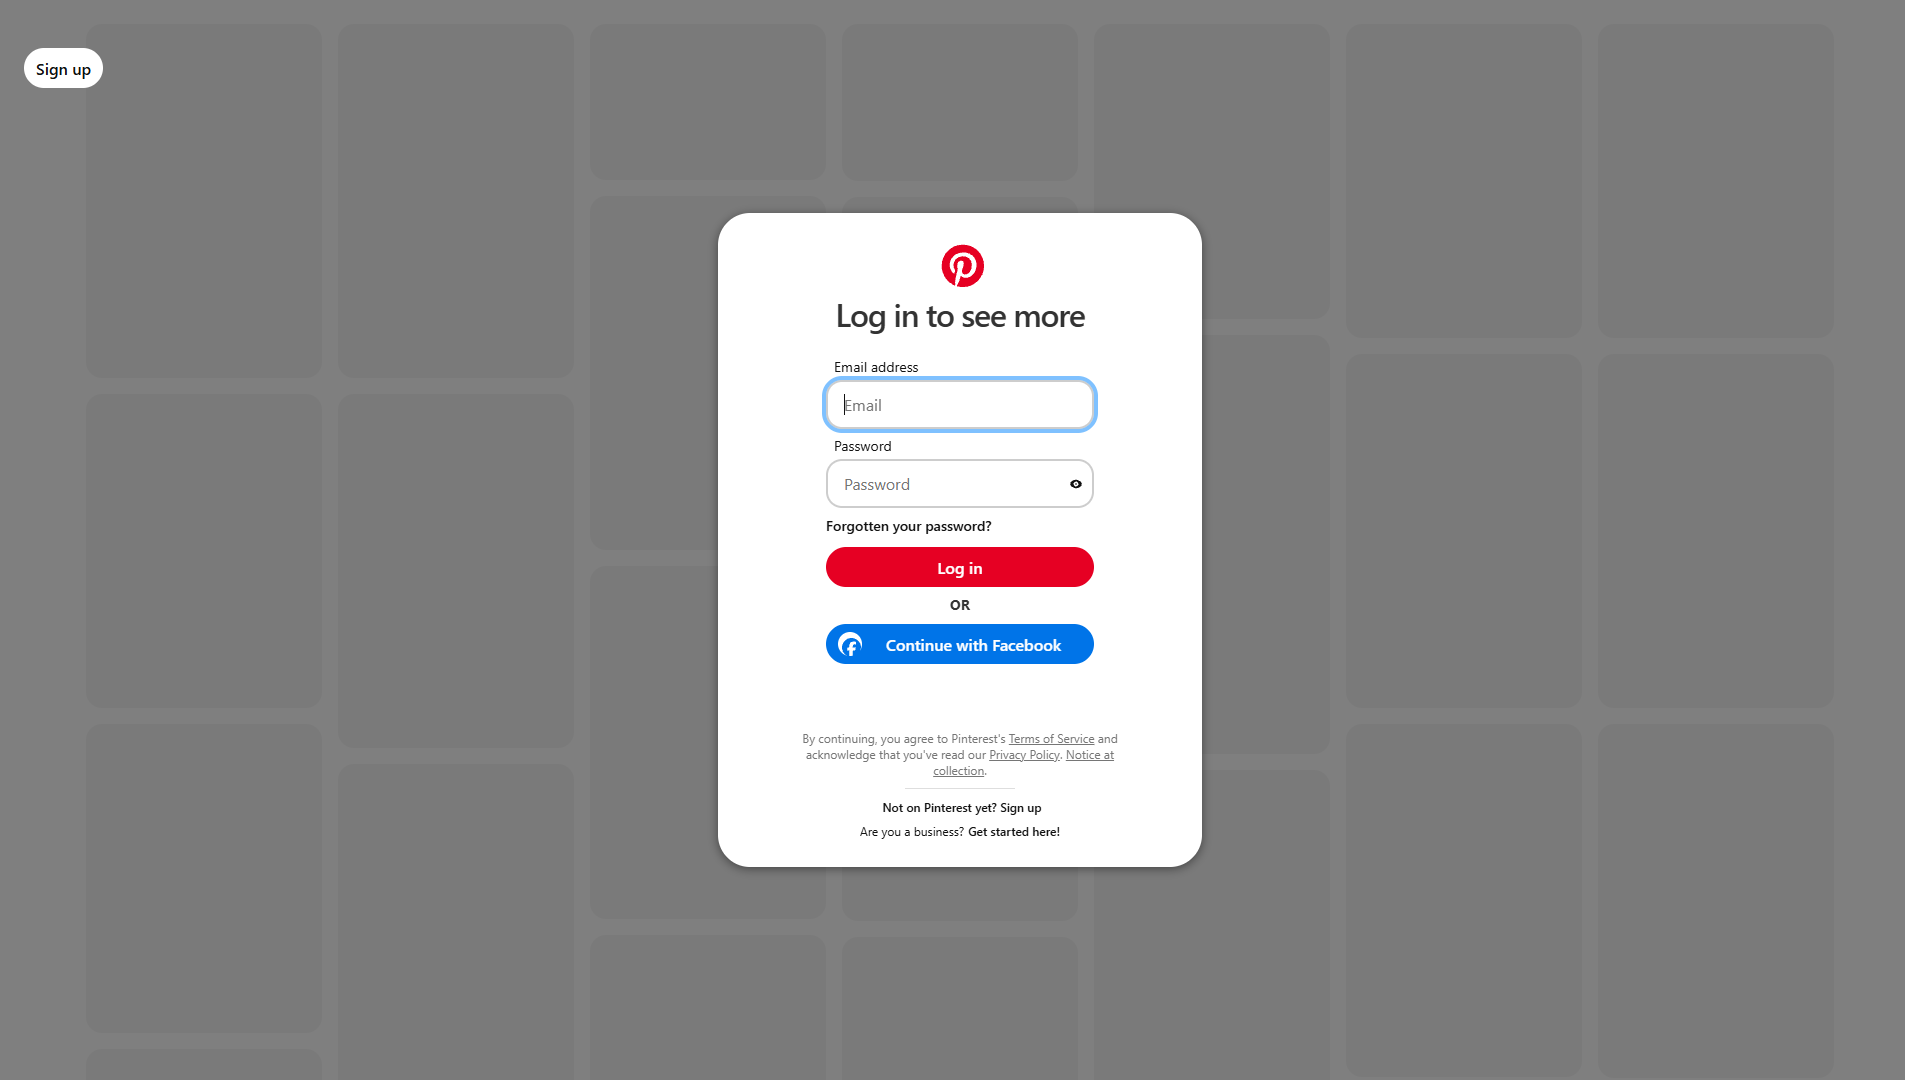 Sign up
Log in to see more
Email address
Email
Password
Password
Forgotten your password?
Log in
OR
Continue with Facebook
By continuing, you agree to Pinterest's Terms of Service and
acknowledge that you've read our Privacy Policy. Notice at
collection.
Not on Pinterest yet? Sign up
Are you a business? Get started here!